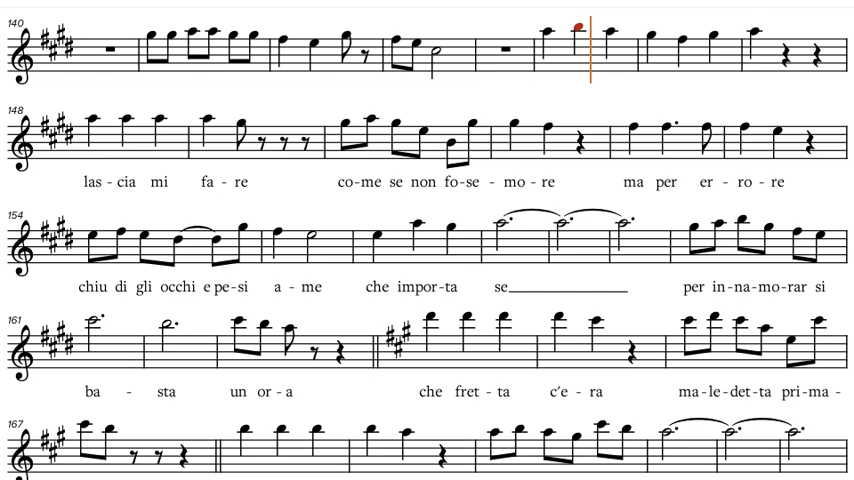 140
148
las - cia mi fa - re co-me se non fo-se - mo - re ma per er - ro - re
154
chiu di gli occhi e pe-si a - me che impor-ta se per in-na-mo-rar si
161
ba - sta un or - a che fret - ta c'e - ra ma-le-det-ta pri-ma -
167